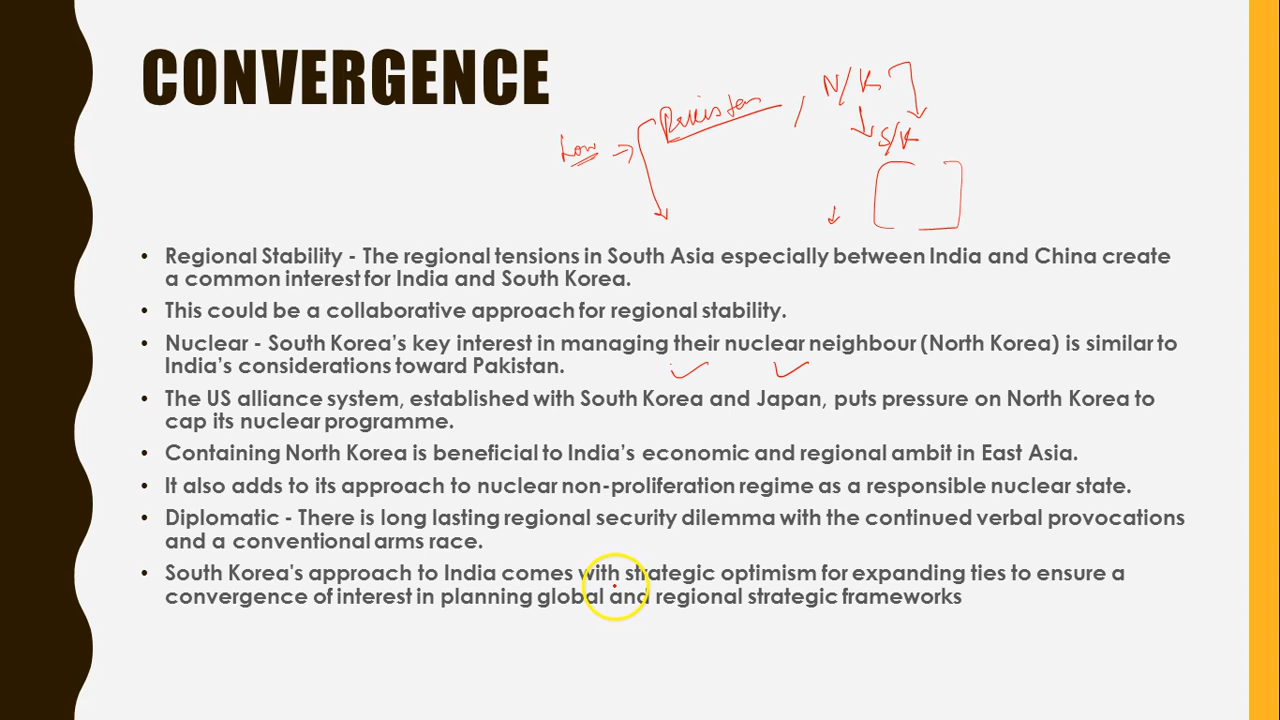 CONVERGENCE
Pakistan , N/K
Low → S/K
• Regional Stability - The regional tensions in South Asia especially between India and China create
a common interest for India and South Korea.
• This could be a collaborative approach for regional stability.
• Nuclear - South Korea's key interest in managing their nuclear neighbour (North Korea) is similar to
India's considerations toward Pakistan.
• The US alliance system, established with South Korea and Japan, puts pressure on North Korea to
cap its nuclear programme.
• Containing North Korea is beneficial to India's economic and regional ambit in East Asia.
• It also adds to its approach to nuclear non-proliferation regime as a responsible nuclear state.
• Diplomatic - There is long lasting regional security dilemma with the continued verbal provocations
and a conventional arms race.
• South Korea's approach to India comes with strategic optimism for expanding ties to ensure a
convergence of interest in planning global and regional strategic frameworks